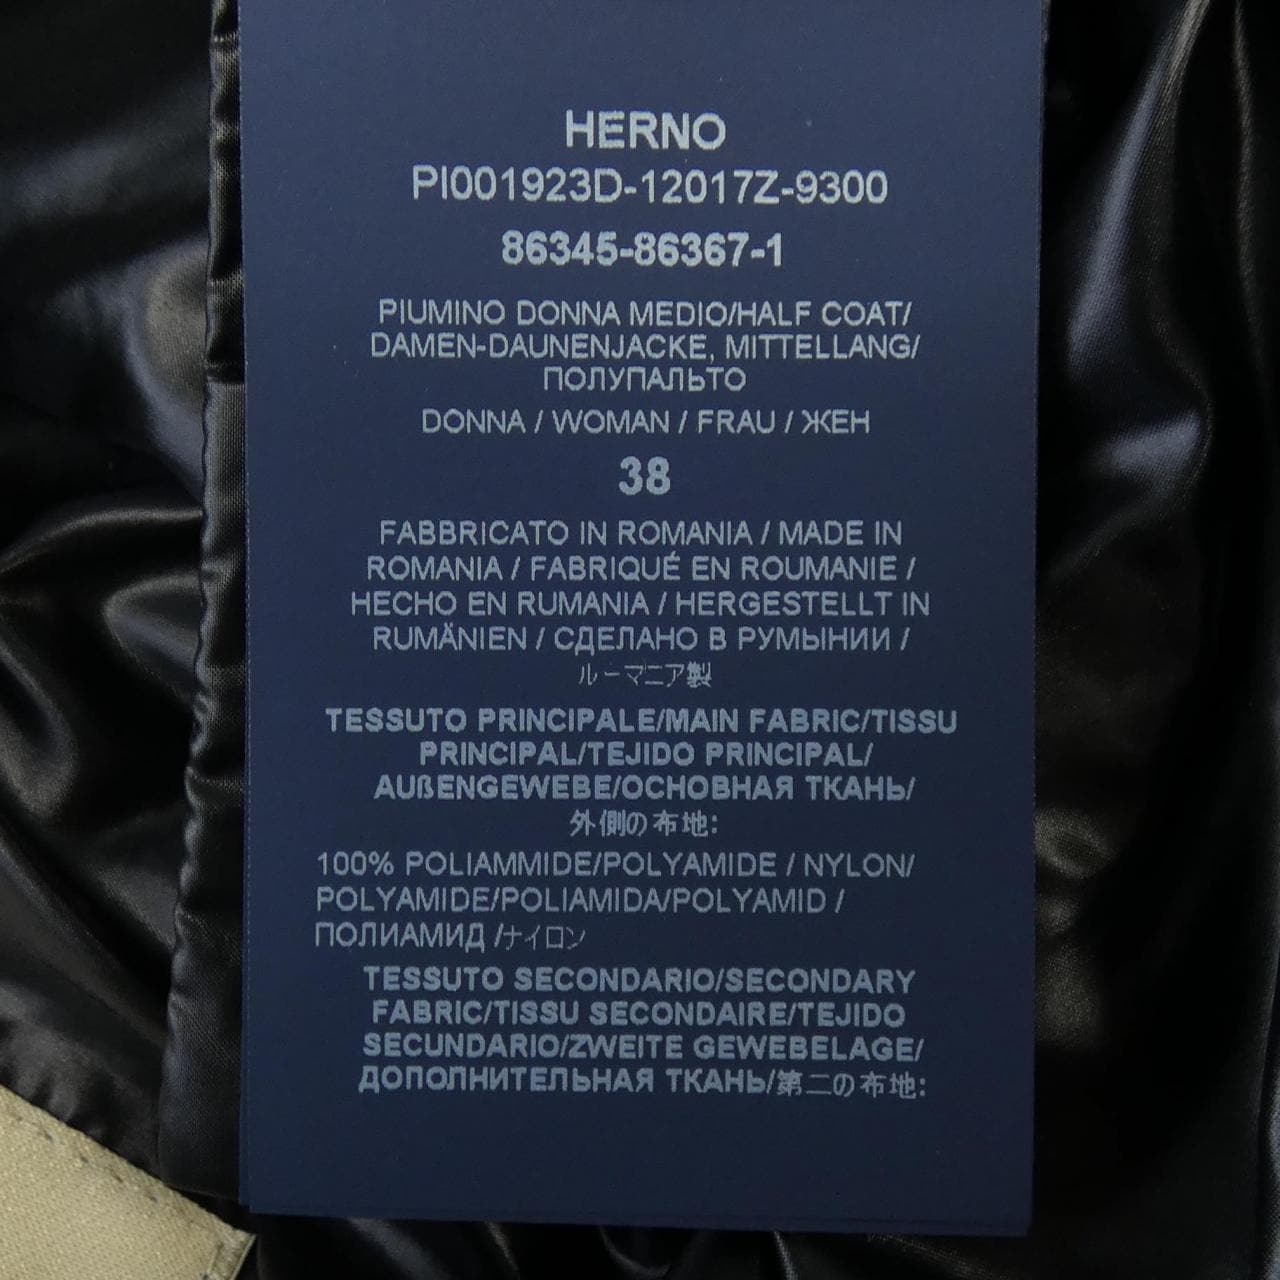 HERNO
PI001923D-12017Z-9300
86345-86367-1
PIUMINO DONNA MEDIO/HALF COAT/
DAMEN-DAUNENJACKE, MITTELLANG/
ПОЛУПАЛЬТО
DONNA / WOMAN / FRAU / ЖЕН
38
FABBRICATO IN ROMANIA / MADE IN
ROMANIA / FABRIQUÉ EN ROUMANIE /
HECHO EN RUMANIA / HERGESTELLT IN
RUMÄNIEN / СДЕЛАНО В РУМЫНИИ /
ルーマニア製
TESSUTO PRINCIPALE/MAIN FABRIC/TISSU
PRINCIPAL/TEJIDO PRINCIPAL/
AUßENGEWEBE/ОСНОВНАЯ ТКАНЬ/
外側の布地:
100% POLIAMMIDE/POLYAMIDE / NYLON/
POLYAMIDE/POLIAMIDA/POLYAMID /
ПОЛИАМИД /ナイロン
TESSUTO SECONDARIO/SECONDARY
FABRIC/TISSU SECONDAIRE/TEJIDO
SECUNDARIO/ZWEITE GEWEBELAGE/
ДОПОЛНИТЕЛЬНАЯ ТКАНЬ/第二の布地: